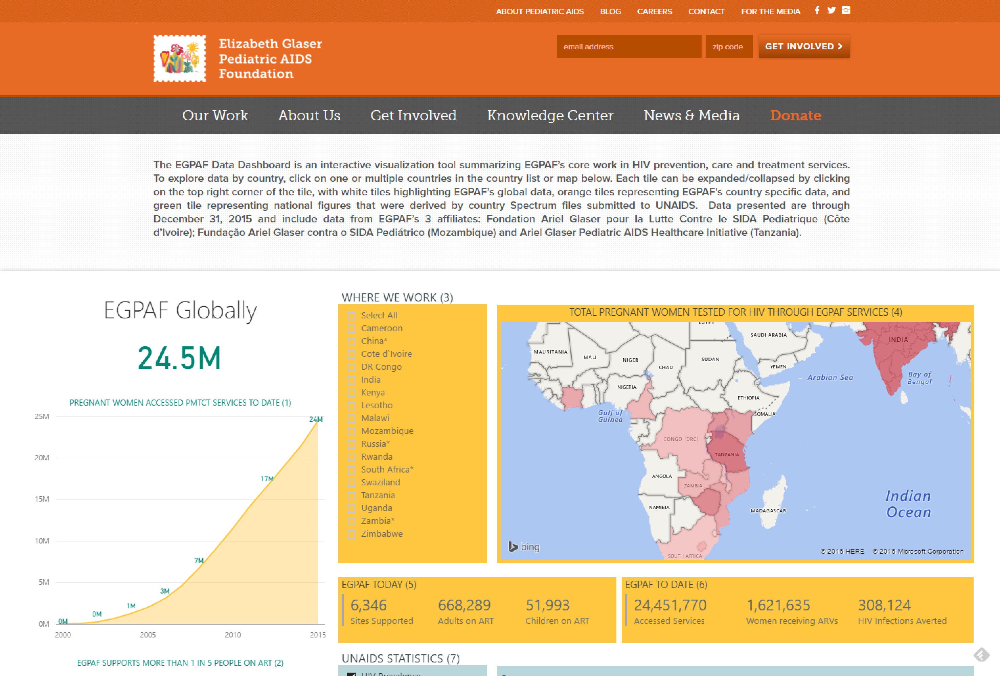 ABOUT PEDIATRIC AIDS BLOG CAREERS CONTACT FOR THE MEDIA
Elizabeth Glaser
Pediatric AIDS
Foundation
email address zip code GET INVOLVED
Our Work About Us Get Involved Knowledge Center News & Media Donate
The EGPAF Data Dashboard is an interactive visualization tool summarizing EGPAF’s core work in HIV prevention, care and treatment services.
To explore data by country, click on one or multiple countries in the country list or map below. Each tile can be expanded/collapsed by clicking
on the top right corner of the tile, with white tiles highlighting EGPAF’s global data, orange tiles representing EGPAF's country specific data, and
green tile representing national figures that were derived by country Spectrum files submitted to UNAIDS. Data presented are through
December 31, 2015 and include data from EGPAF’s 3 affiliates: Fondation Ariel Glaser pour la Lutte Contre le SIDA Pediatrique (Côte
d’Ivoire); Fundação Ariel Glaser contra o SIDA Pediátrico (Mozambique) and Ariel Glaser Pediatric AIDS Healthcare Initiative (Tanzania).
EGPAF Globally
24.5M
PREGNANT WOMEN ACCESSED PMTCT SERVICES TO DATE (1)
25M
24M
20M
17M
15M
10M
7M
5M
3M
1M
0M
0M
0M
2000 2005 2010 2015
EGPAF SUPPORTS MORE THAN 1 IN 5 PEOPLE ON ART (2)
WHERE WE WORK (3)
Select All
Cameroon
China*
Cote d`Ivoire
DR Congo
India
Kenya
Lesotho
Malawi
Mozambique
Russia*
Rwanda
South Africa*
Swaziland
Tanzania
Uganda
Zambia*
Zimbabwe
TOTAL PREGNANT WOMEN TESTED FOR HIV THROUGH EGPAF SERVICES (4)
EGYPT
SAUDI ARABIA
INDIA
MAURITANIA
MALI
NIGER
CHAD
SUDAN
YEMEN
Arabian Sea
Bay of
Bengal
NIGERIA
ETHIOPIA
SOMALIA
Gulf of
Guinea
CONGO (DRC)
TANZANIA
ANGOLA
ZAMBIA
NAMIBIA
MADAGASCAR
Indian
Ocean
SOUTH AFRICA
bing
© 2016 HERE © 2016 Microsoft Corporation
EGPAF TODAY (5)
6,346 668,289 51,993
Sites Supported Adults on ART Children on ART
EGPAF TO DATE (6)
24,451,770 1,621,635 308,124
Accessed Services Women receiving ARVs HIV Infections Averted
UNAIDS STATISTICS (7)
HIV Prevalence